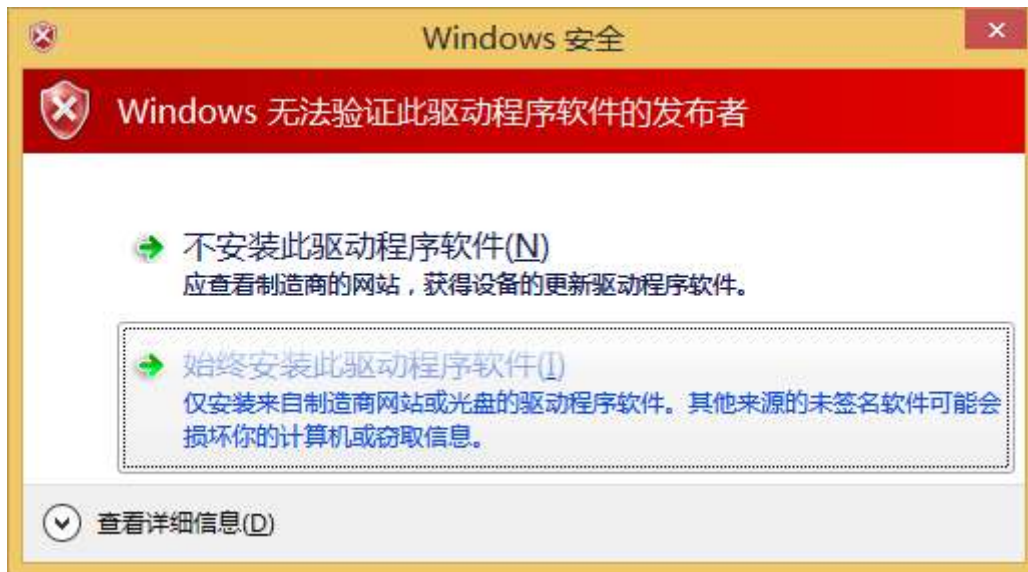 Windows 安全
Windows 无法验证此驱动程序软件的发布者
不安装此驱动程序软件(N)
应查看制造商的网站，获得设备的更新驱动程序软件。
始终安装此驱动程序软件(I)
仅安装来自制造商网站或光盘的驱动程序软件。其他来源的未签名软件可能会
损坏你的计算机或窃取信息。
查看详细信息(D)